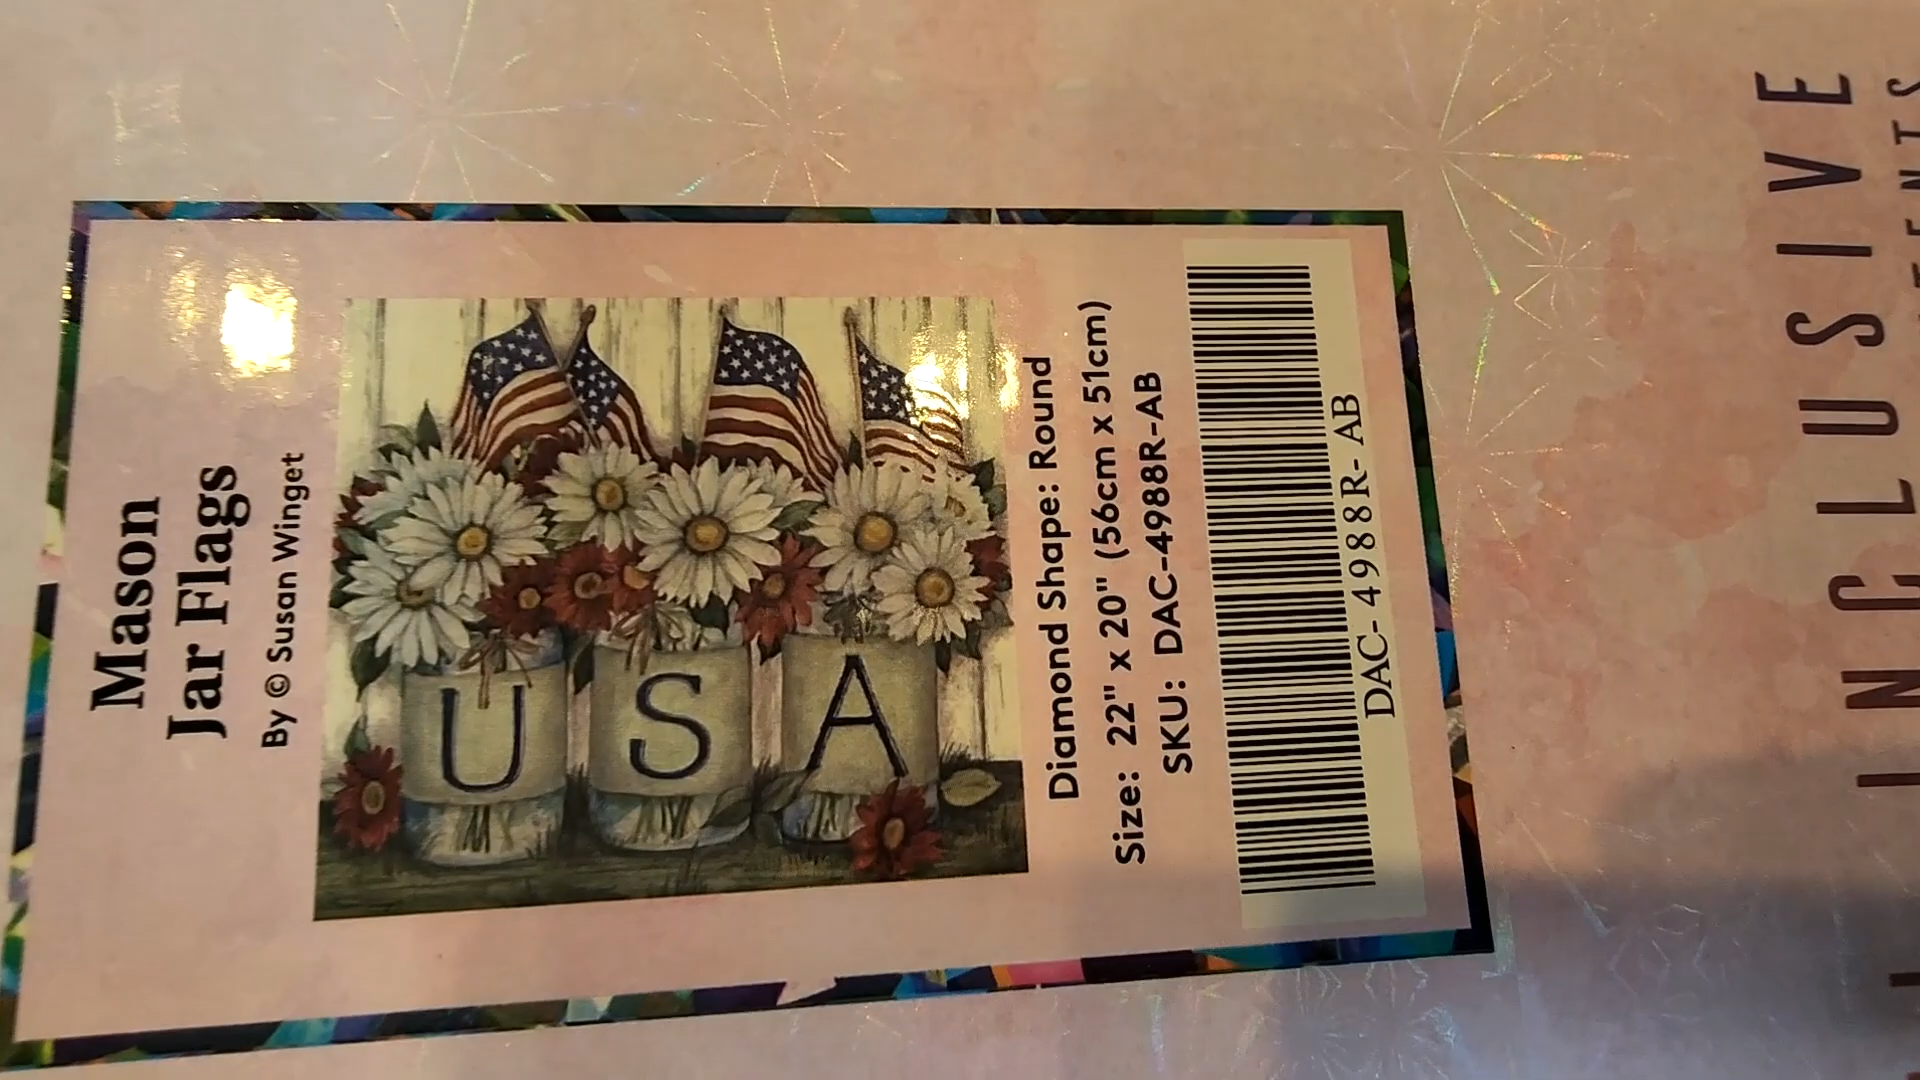 Mason
Jar Flags
By © Susan Winget
U S A
Diamond Shape: Round
Size: 22" x 20" (56cm x 51cm)
SKU: DAC-4988R-AB
DAC- 4988R- AB
INCLUSIVE